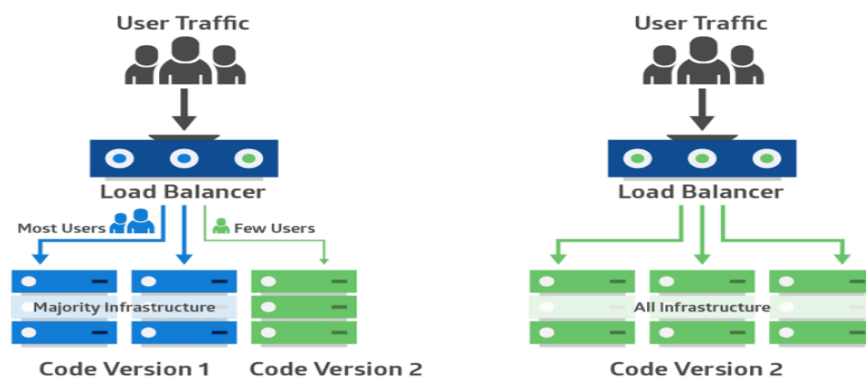 User Traffic
Load Balancer
Most Users
Few Users
Majority Infrastructure
Code Version 1
Code Version 2
User Traffic
Load Balancer
All Infrastructure
Code Version 2